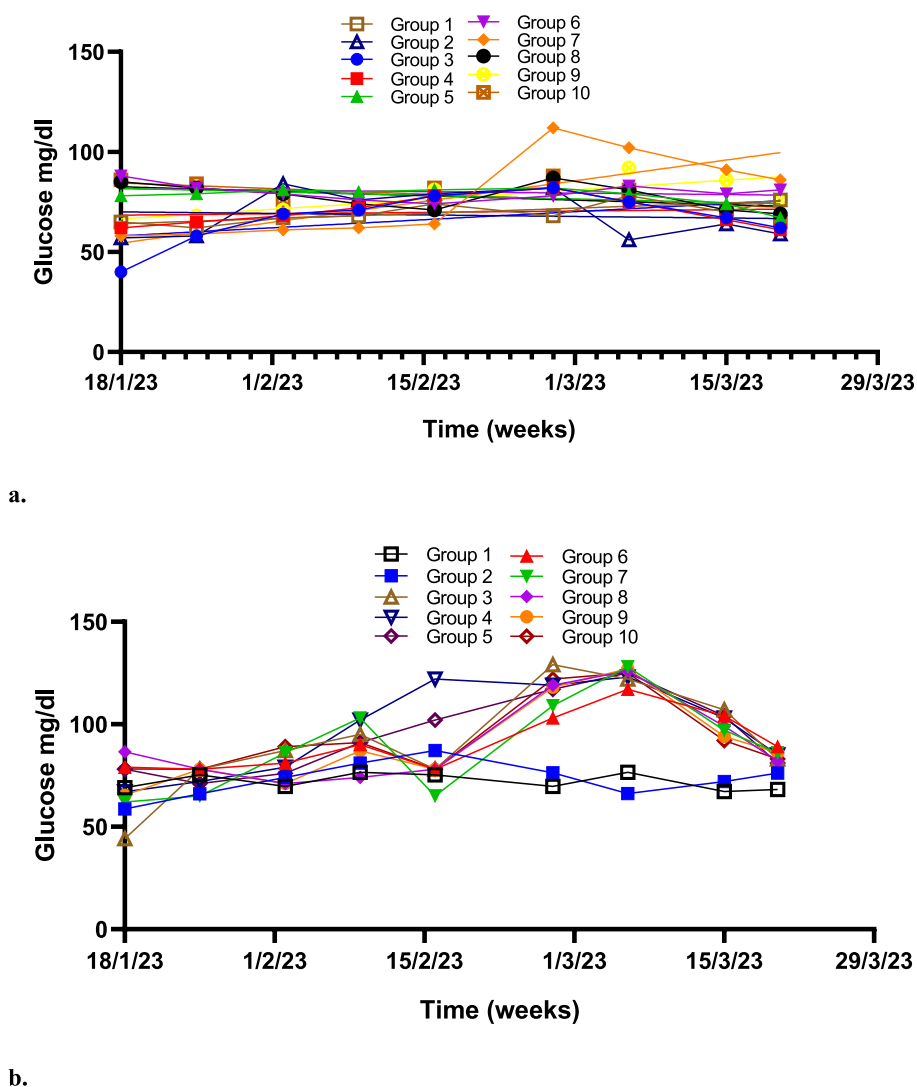 Group 1
Group 2
Group 3
Group 4
Group 5
Group 6
Group 7
Group 8
Group 9
Group 10
150
100
50
0
Glucose mg/dl
18/1/23 1/2/23 15/2/23 1/3/23 15/3/23 29/3/23
Time (weeks)
a.
Group 1
Group 2
Group 3
Group 4
Group 5
Group 6
Group 7
Group 8
Group 9
Group 10
150
100
50
0
Glucose mg/dl
18/1/23 1/2/23 15/2/23 1/3/23 15/3/23 29/3/23
Time (weeks)
b.